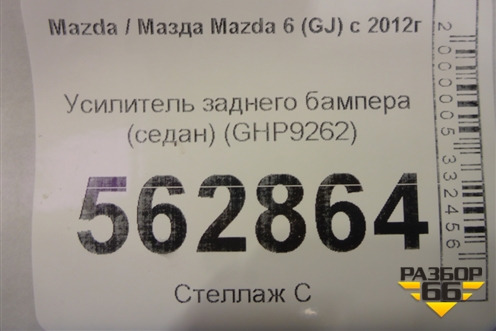 Mazda / Мазда Mazda 6 (GJ) с 2012г
Усилитель заднего бампера
(седан) (GHP9262)
562864
Стеллаж С
2000005332456
РАЗБОР
66